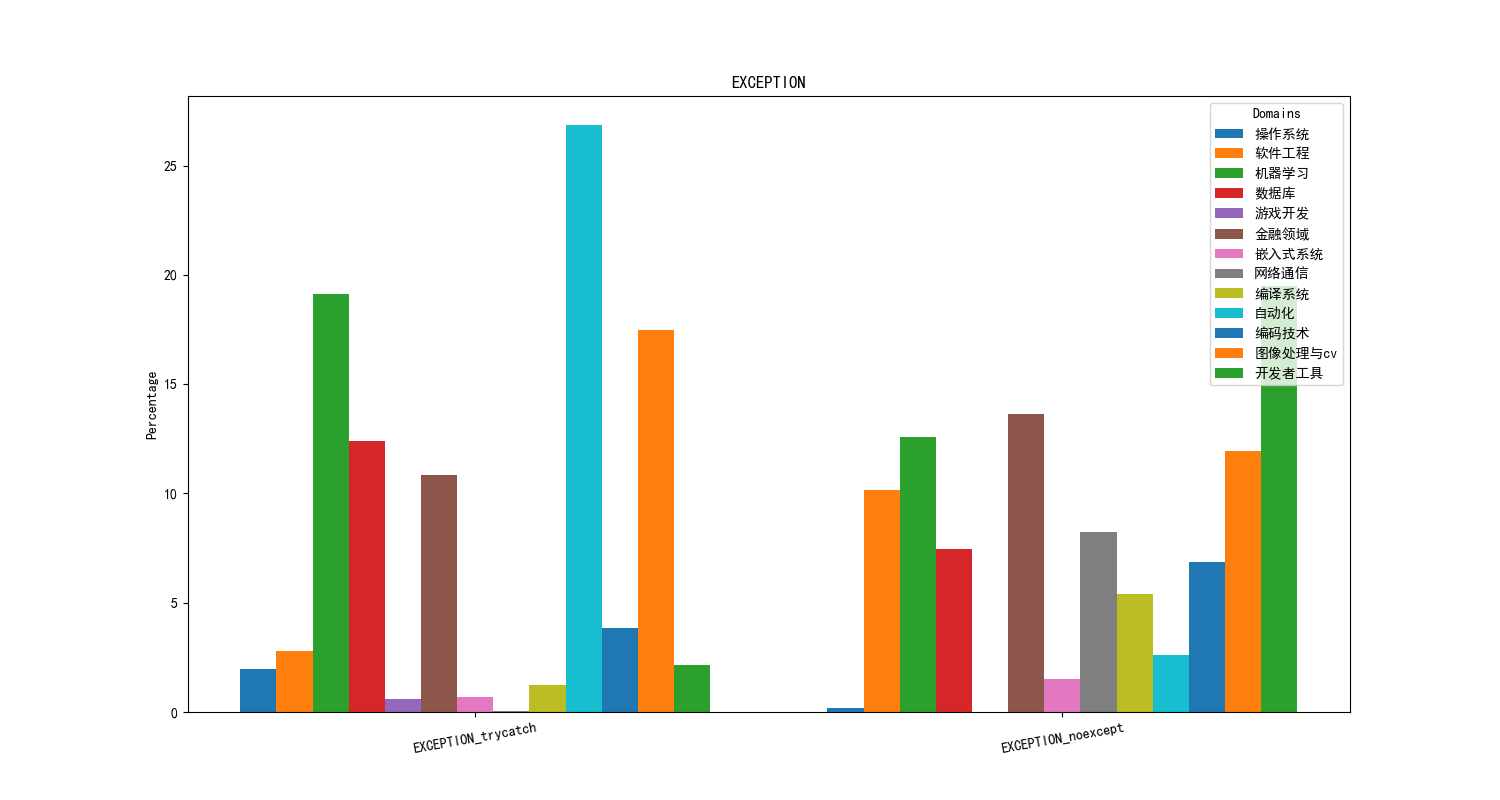 EXCEPTION
Domains
操作系统
软件工程
机器学习
数据库
游戏开发
金融领域
嵌入式系统
网络通信
编译系统
自动化
编码技术
图像处理与cv
开发者工具
Percentage
25
20
15
10
5
0
EXCEPTION_trycatch
EXCEPTION_noexcept